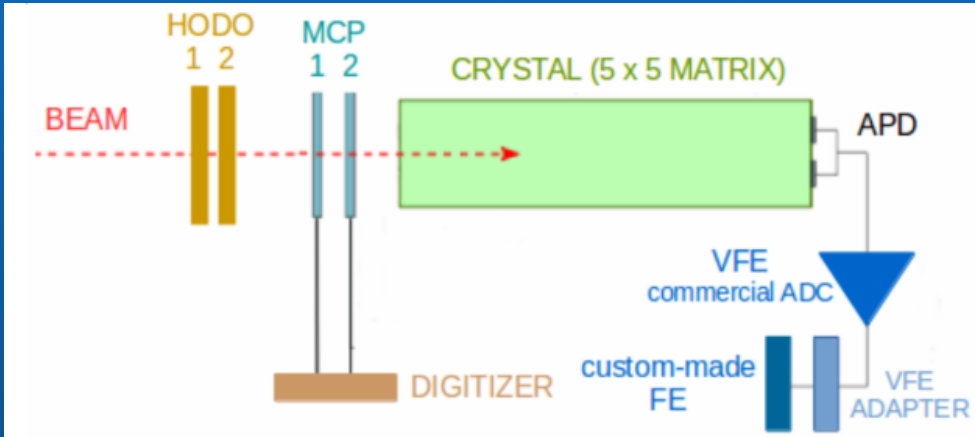 HODO
1 2
MCP
1 2
CRYSTAL (5 x 5 MATRIX)
BEAM
APD
VFE
commercial ADC
custom-made
FE
VFE
ADAPTER
DIGITIZER